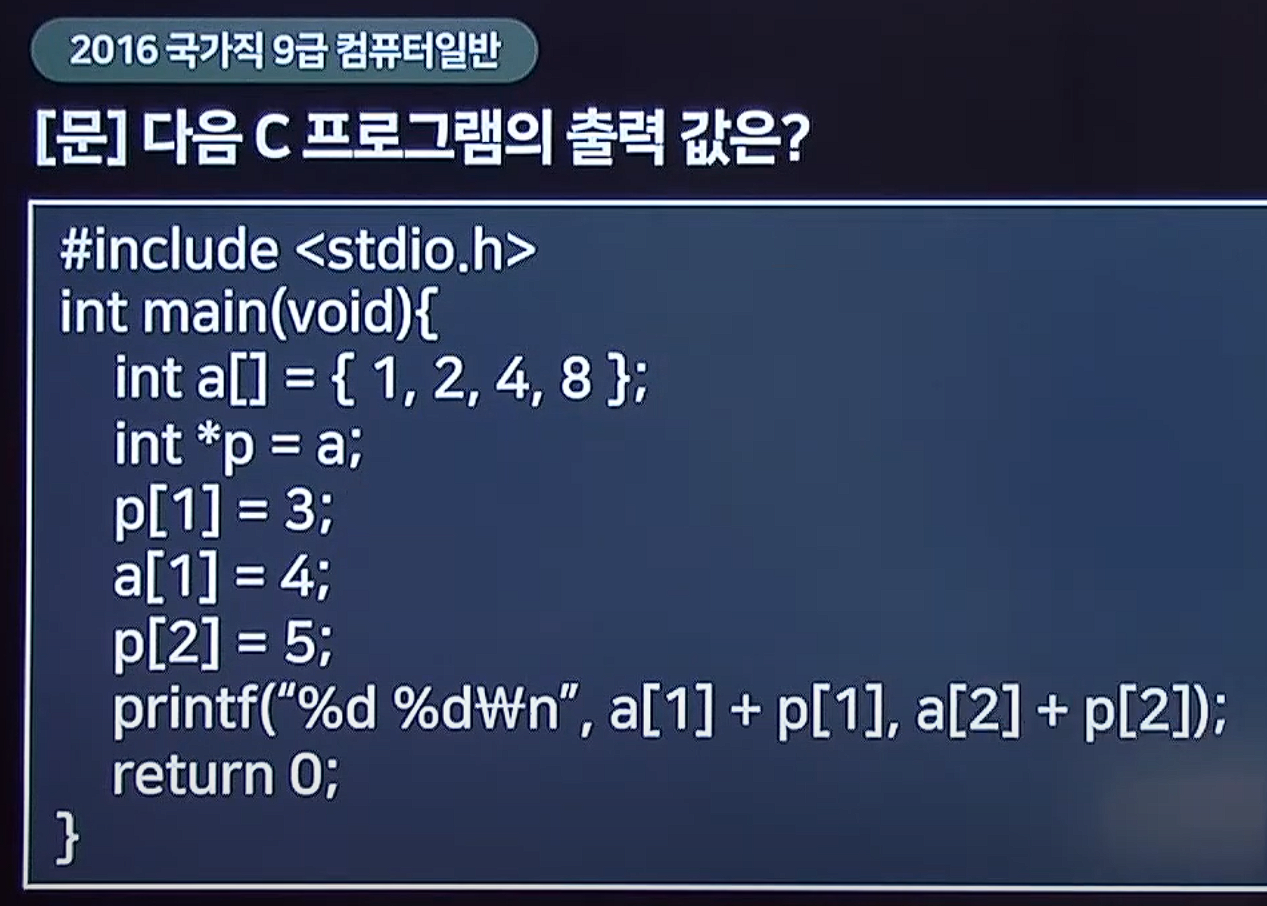 2016 국가직 9급 컴퓨터일반
[문] 다음 C 프로그램의 출력 값은?
#include <stdio.h>
int main(void){
int a[] = { 1, 2, 4, 8 };
int *p = a;
p[1] = 3;
a[1] = 4;
p[2] = 5;
printf(“%d %d₩n”, a[1] + p[1], a[2] + p[2]);
return 0;
}